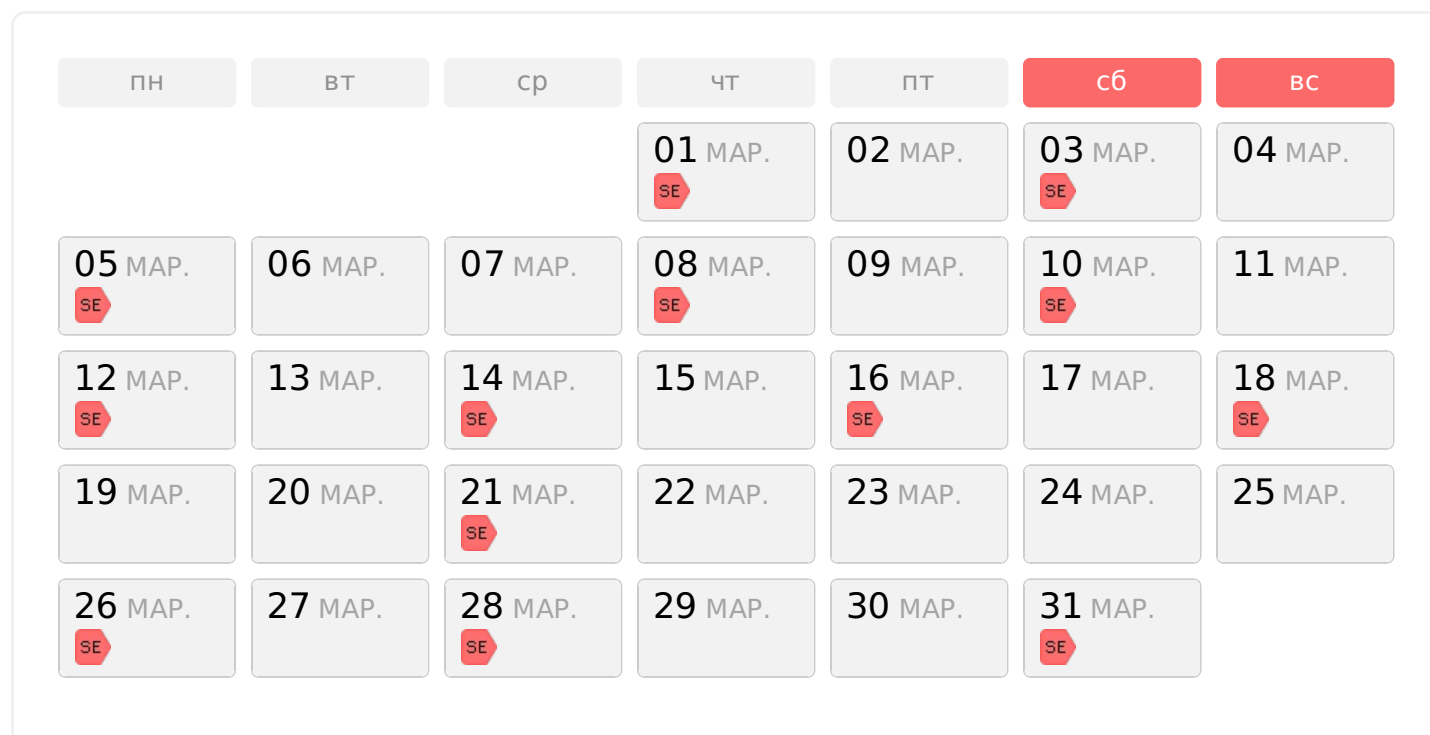 пн вт ср чт пт сб вс
01 МАР. 02 МАР. 03 МАР. 04 МАР.
SE SE
05 МАР. 06 МАР. 07 МАР. 08 МАР. 09 МАР. 10 МАР. 11 МАР.
SE SE SE
12 МАР. 13 МАР. 14 МАР. 15 МАР. 16 МАР. 17 МАР. 18 МАР.
SE SE SE SE
19 МАР. 20 МАР. 21 МАР. 22 МАР. 23 МАР. 24 МАР. 25 МАР.
SE
26 МАР. 27 МАР. 28 МАР. 29 МАР. 30 МАР. 31 МАР.
SE SE SE